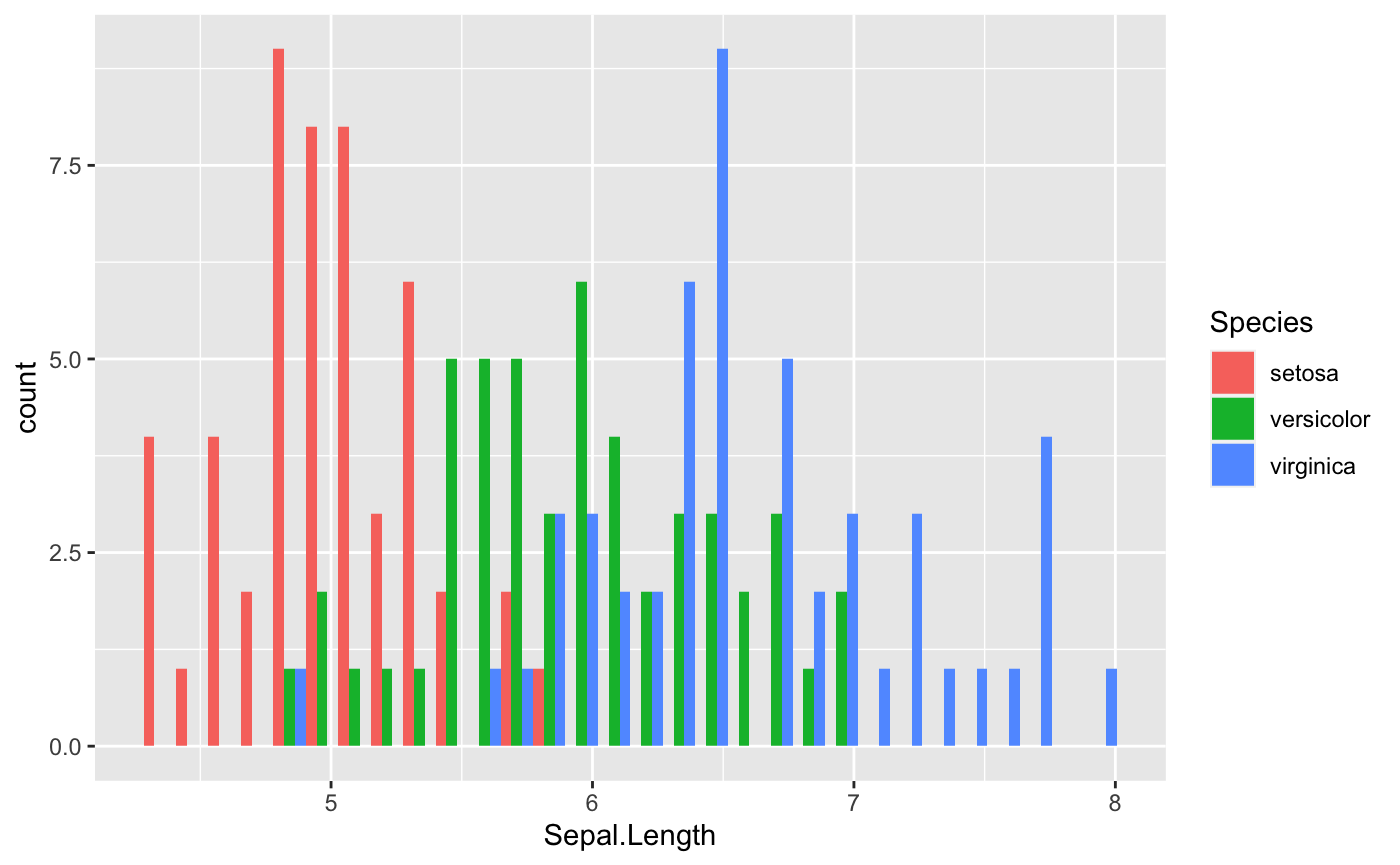 7.5
5.0
2.5
0.0
count
5 6 7 8
Sepal.Length
Species
setosa
versicolor
virginica